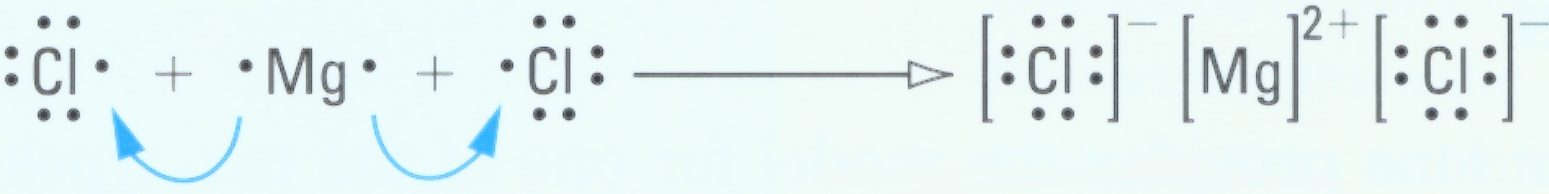 Cl + Mg + Cl [Cl]⁻ [Mg]²⁺ [Cl]⁻